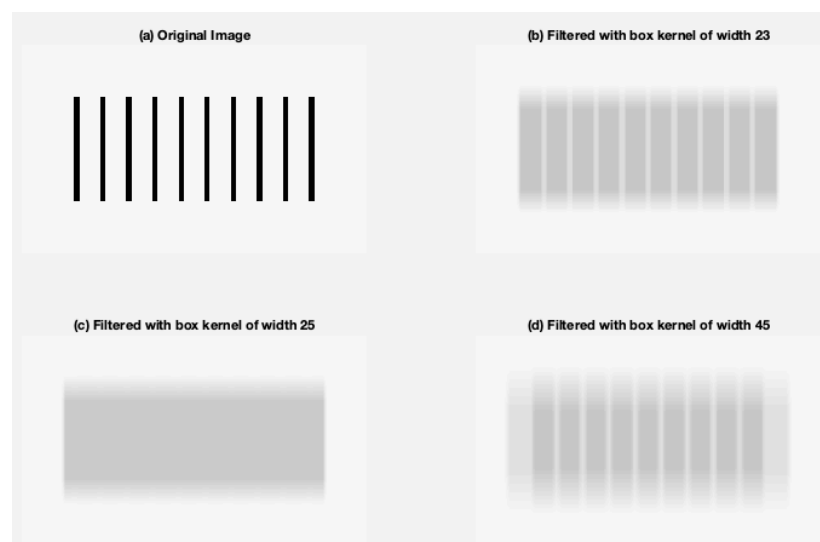 (a) Original Image
(b) Filtered with box kernel of width 23
(c) Filtered with box kernel of width 25
(d) Filtered with box kernel of width 45